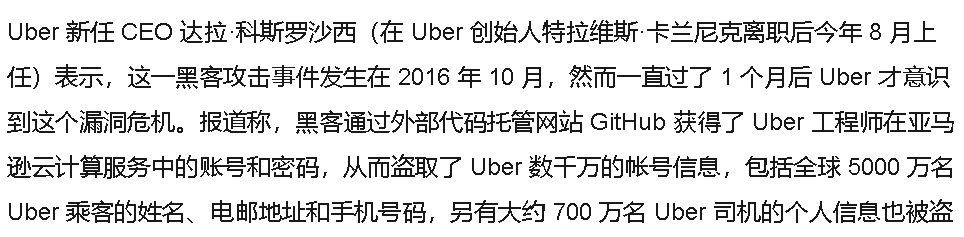 Uber 新任 CEO 达拉·科斯罗沙西（在 Uber 创始人特拉维斯·卡兰尼克离职后今年 8 月上
任）表示，这一黑客攻击事件发生在 2016 年 10 月，然而一直过了 1 个月后 Uber 才意识
到这个漏洞危机。报道称，黑客通过外部代码托管网站 GitHub 获得了 Uber 工程师在亚马
逊云计算服务中的账号和密码，从而盗取了 Uber 数千万的帐号信息，包括全球 5000 万名
Uber 乘客的姓名、电邮地址和手机号码，另有大约 700 万名 Uber 司机的个人信息也被盗